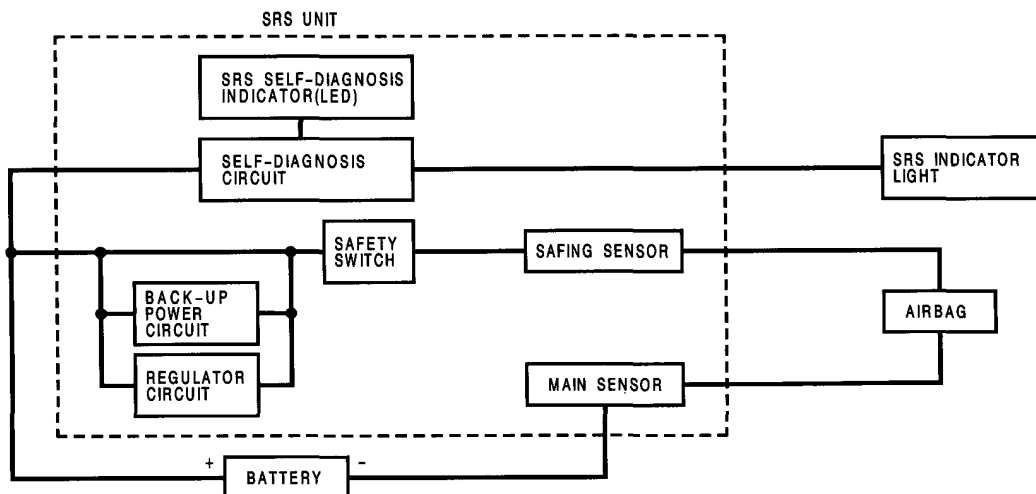 SRS UNIT
SRS SELF-DIAGNOSIS
INDICATOR(LED)
SELF-DIAGNOSIS
CIRCUIT
SRS INDICATOR
LIGHT
SAFETY
SWITCH
SAFING SENSOR
BACK-UP
POWER
CIRCUIT
AIRBAG
REGULATOR
CIRCUIT
MAIN SENSOR
+
BATTERY
-